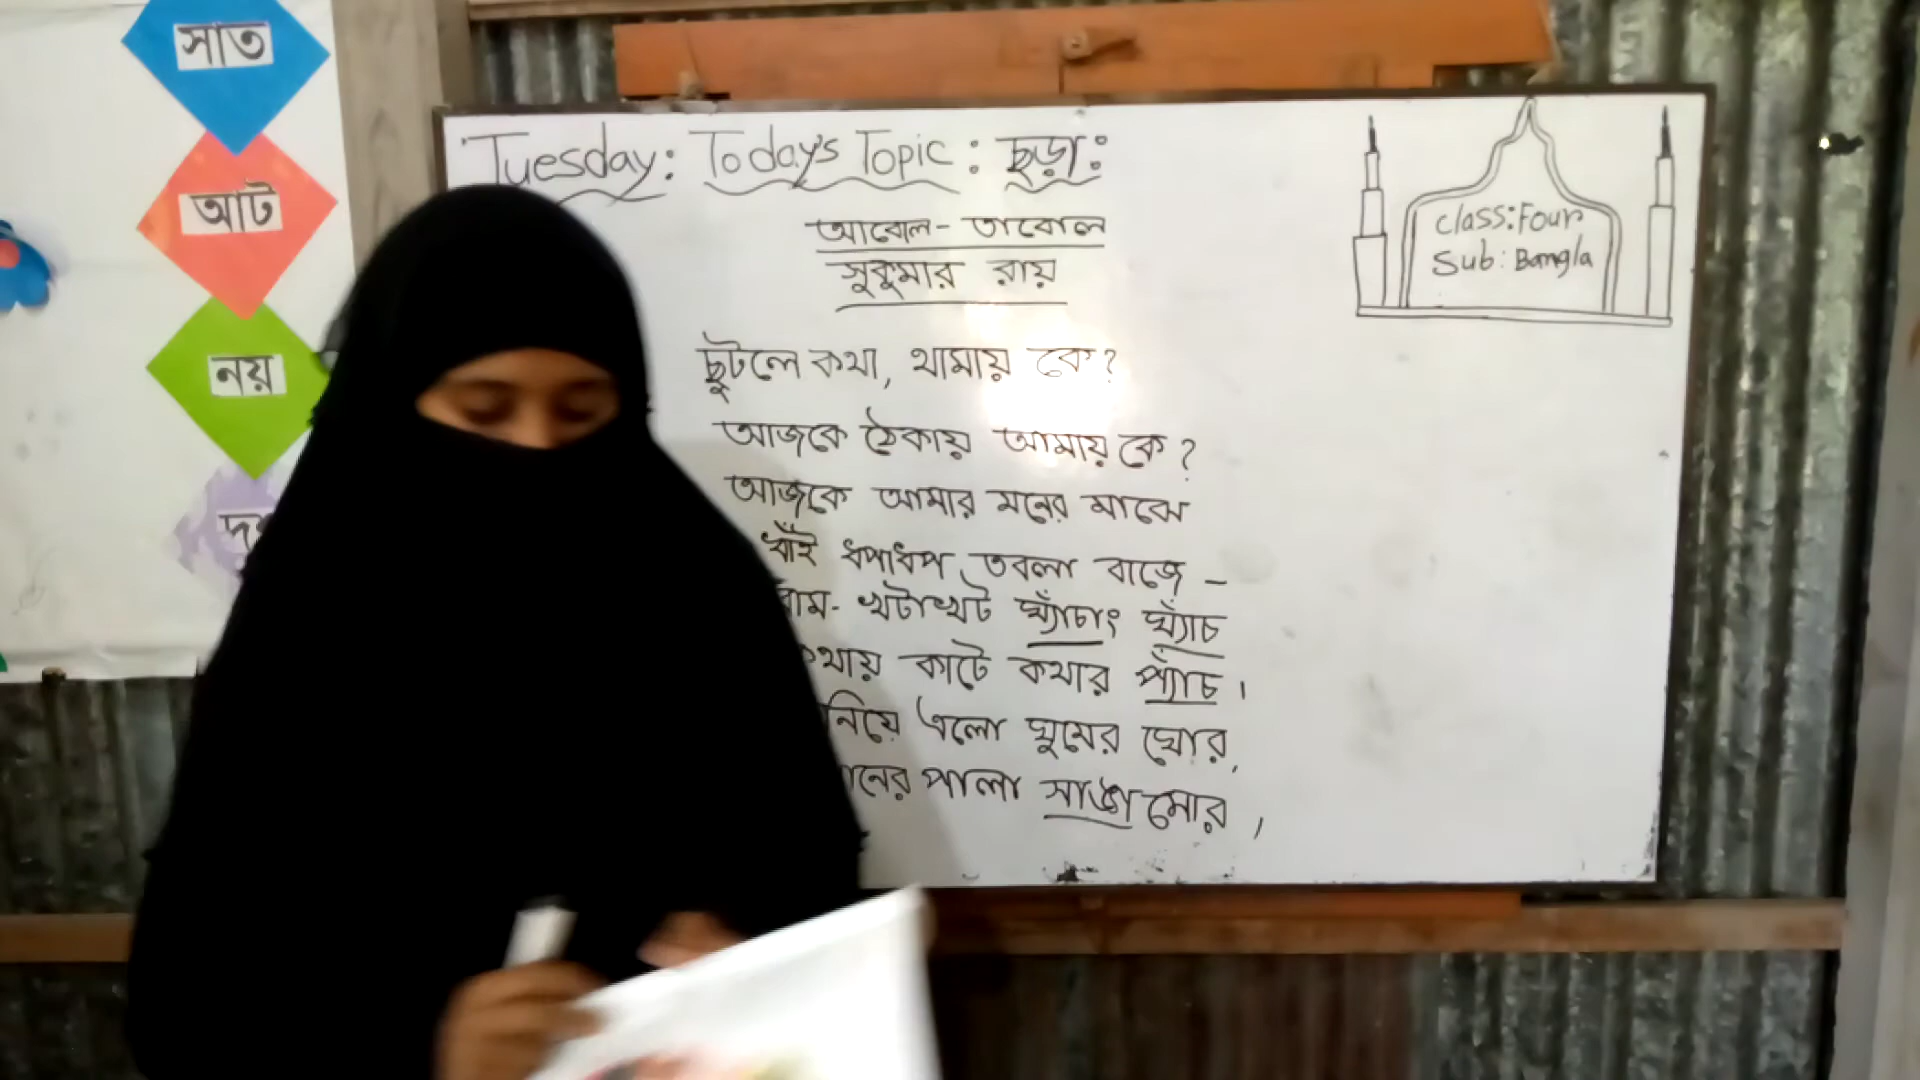 সাত
আট
নয়
Tuesday: Today's Topic: ছড়া:
আবোল-তাবোল
সুকুমার রায়
class: Four
Sub: Bangla
ছুটলে কথা, থামায় কে?
আজকে ঠেকায় আমায় কে?
আজকে আমার মনের মাঝে
ধাঁই ধপাধপ তবলা বাজে –
খটাখট ঘ্যাঁচাং ঘ্যাঁচ
কথায় কাটে কথার প্যাঁচ।
এলো ঘুমের ঘোর,
পালা সাঙ্গ মোর,